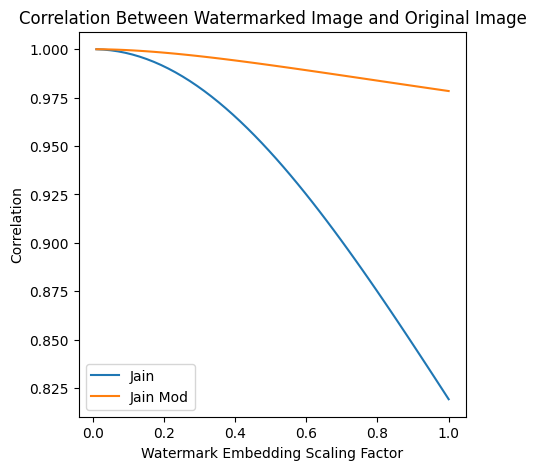 Correlation Between Watermarked Image and Original Image
1.000
0.975
0.950
0.925
0.900
0.875
0.850
0.825
Correlation
Jain
Jain Mod
0.0 0.2 0.4 0.6 0.8 1.0
Watermark Embedding Scaling Factor